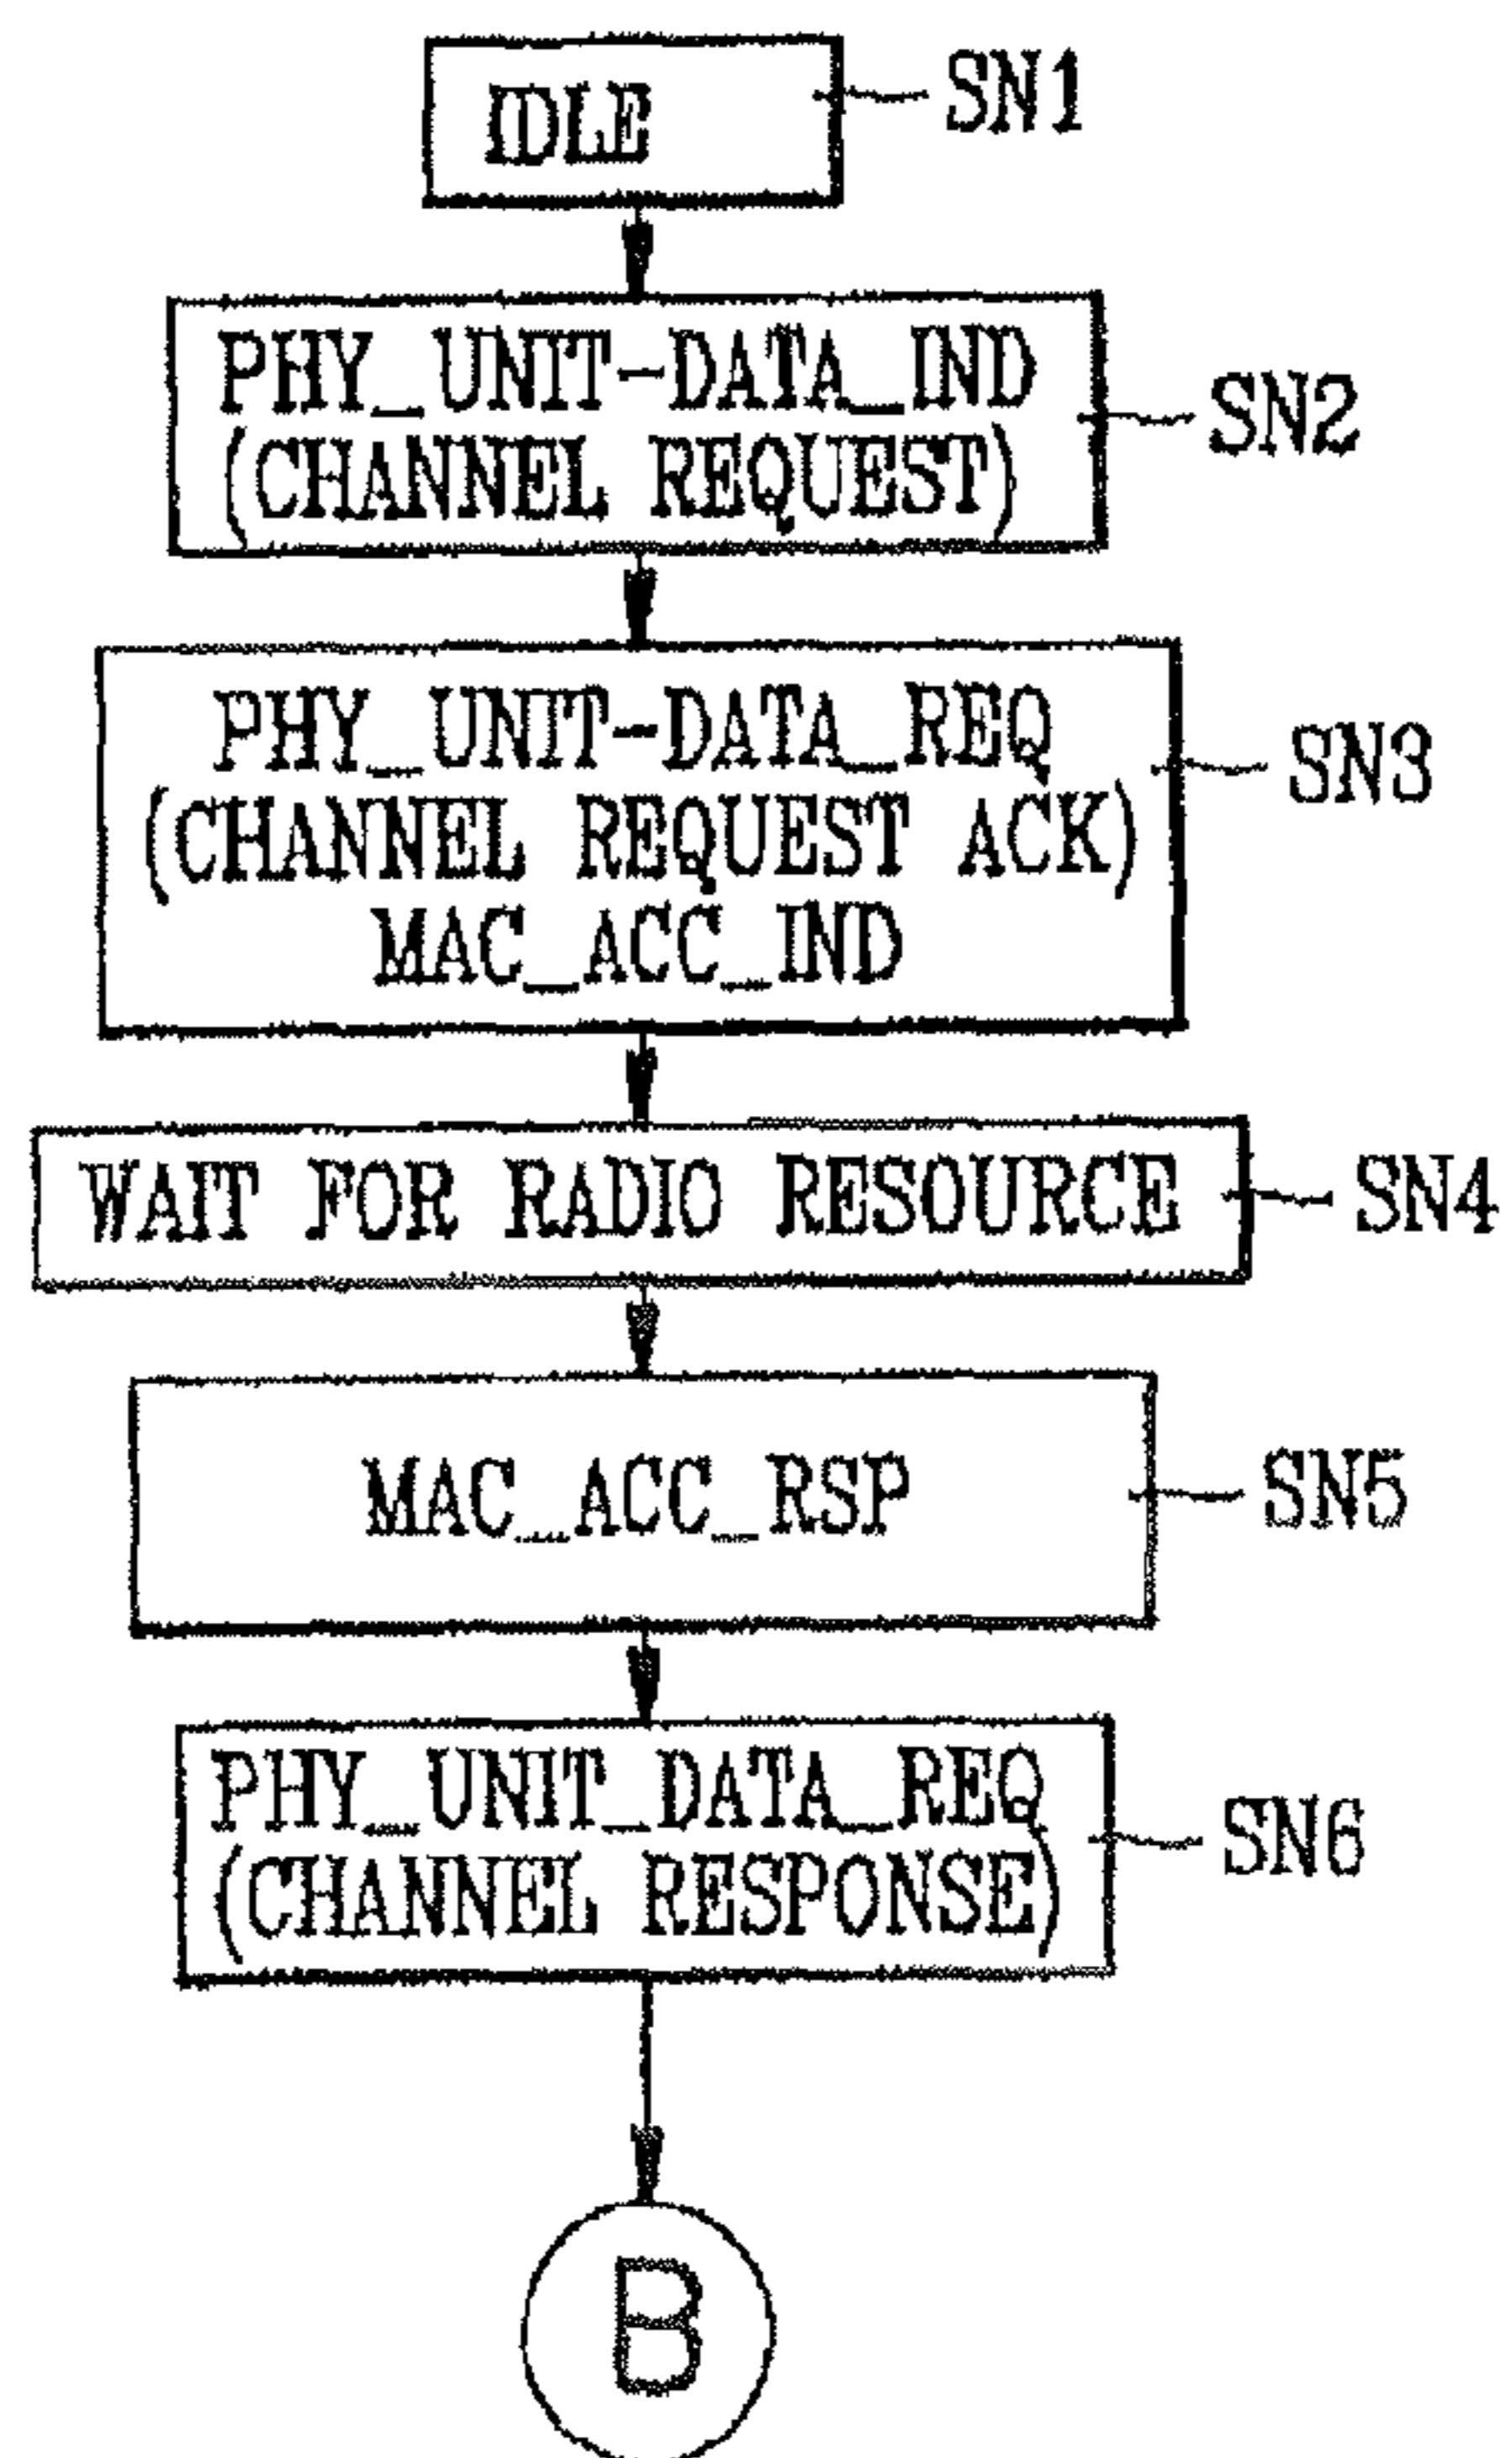 IDLE
SN1
PHY_UNIT-DATA_IND
(CHANNEL REQUEST)
SN2
PHY_UNIT-DATA_REQ
(CHANNEL REQUEST ACK)
MAC_ACC_IND
SN3
WAIT FOR RADIO RESOURCE
SN4
MAC_ACC_RSP
SN5
PHY_UNIT_DATA_REQ
(CHANNEL RESPONSE)
SN6
B